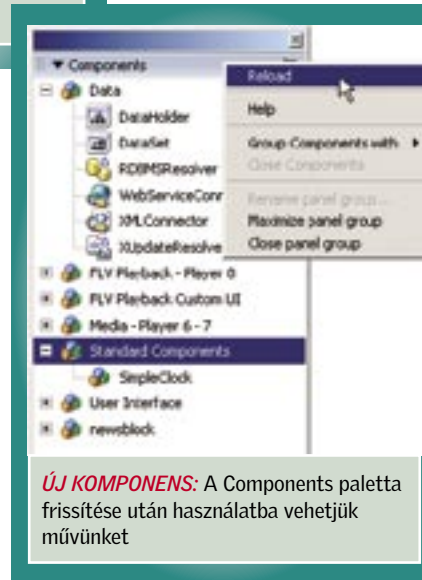 Components
Data
DataHolder
DataSet
RDBMSResolver
WebServiceConr
XMLConnector
XUpdateResolve
FLV Playback - Player 8
FLV Playback Custom UI
Media - Player 6 - 7
Standard Components
SimpleClock
User Interface
newsblock
Reload
Help
Group Components with
Close Components
Rename panel group...
Maximize panel group
Close panel group
ÚJ KOMPONENS: A Components paletta
frissítése után használatba vehetjük
művünket